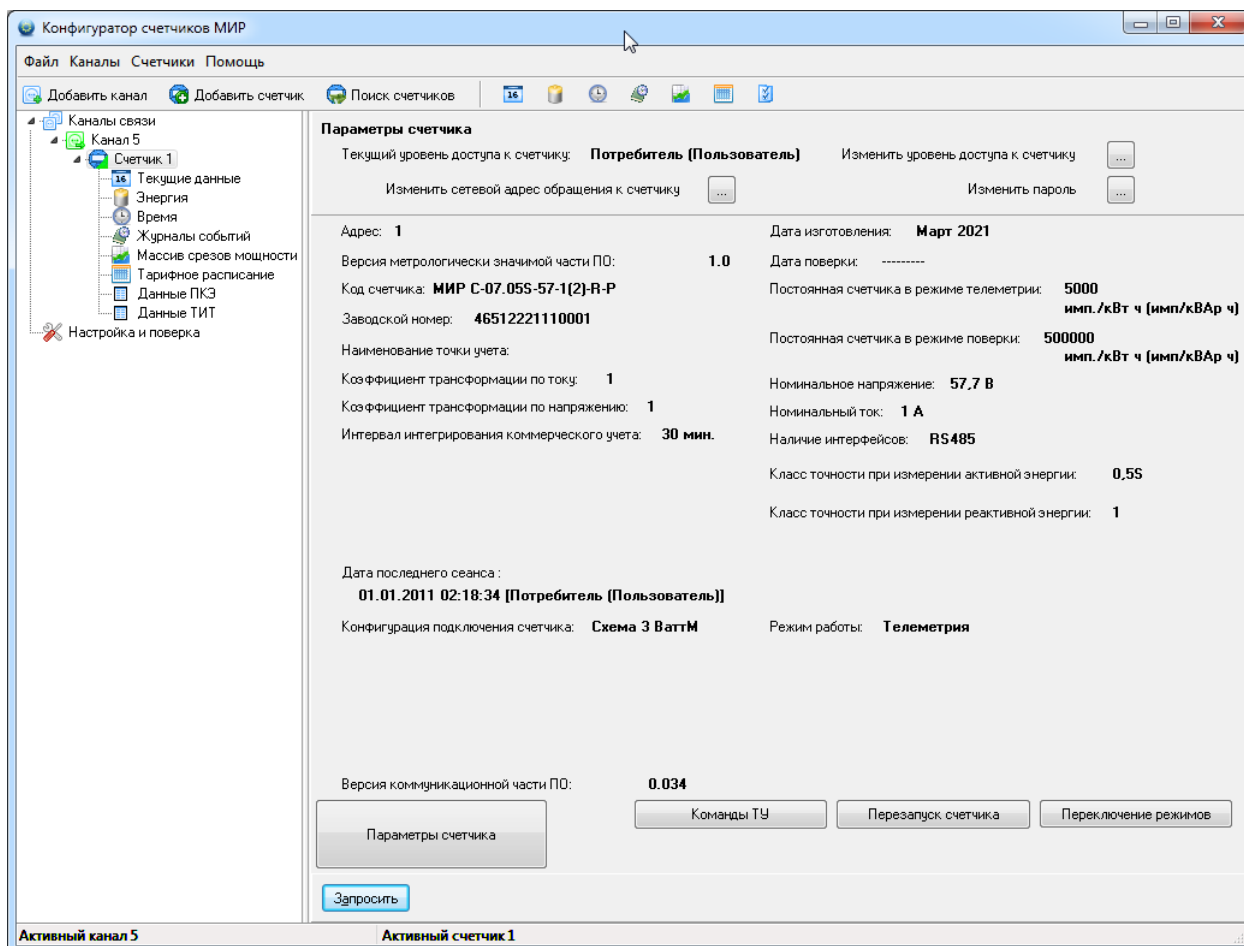 Конфигуратор счетчиков МИР
Файл Каналы Счетчики Помощь
Добавить канал Добавить счетчик Поиск счетчиков 16
Каналы связи
Канал 5
Счетчик 1
16 Текущие данные
Энергия
Время
Журналы событий
Массив срезов мощности
Тарифное расписание
Данные ПКЭ
Данные ТИТ
Настройка и поверка
Параметры счетчика
Текущий уровень доступа к счетчику: Потребитель (Пользователь) Изменить уровень доступа к счетчику ...
Изменить сетевой адрес обращения к счетчику ... Изменить пароль ...
Адрес: 1
Версия метрологически значимой части ПО: 1.0
Код счетчика: МИР С-07.05S-57-1(2)-R-P
Заводской номер: 46512221110001
Наименование точки учета:
Коэффициент трансформации по току: 1
Коэффициент трансформации по напряжению: 1
Интервал интегрирования коммерческого учета: 30 мин.
Дата изготовления: Март 2021
Дата поверки: ---------
Постоянная счетчика в режиме телеметрии: 5000
имп./кВт ч (имп/кВАр ч)
Постоянная счетчика в режиме поверки: 500000
имп./кВт ч (имп/кВАр ч)
Номинальное напряжение: 57,7 В
Номинальный ток: 1 А
Наличие интерфейсов: RS485
Класс точности при измерении активной энергии: 0,5S
Класс точности при измерении реактивной энергии: 1
Дата последнего сеанса :
01.01.2011 02:18:34 [Потребитель (Пользователь)]
Конфигурация подключения счетчика: Схема 3 ВаттМ Режим работы: Телеметрия
Версия коммуникационной части ПО: 0.034
Параметры счетчика Команды ТУ Перезапуск счетчика Переключение режимов
Запросить
Активный канал 5 Активный счетчик 1